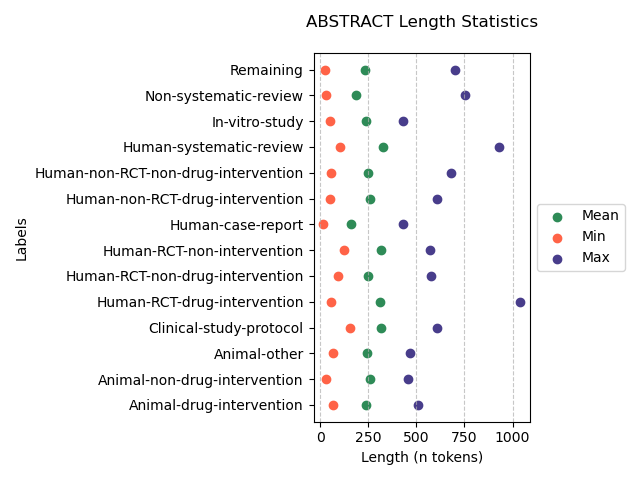 ABSTRACT Length Statistics
Labels
Remaining
Non-systematic-review
In-vitro-study
Human-systematic-review
Human-non-RCT-non-drug-intervention
Human-non-RCT-drug-intervention
Human-case-report
Human-RCT-non-intervention
Human-RCT-non-drug-intervention
Human-RCT-drug-intervention
Clinical-study-protocol
Animal-other
Animal-non-drug-intervention
Animal-drug-intervention
0 250 500 750 1000
Length (n tokens)
Mean
Min
Max